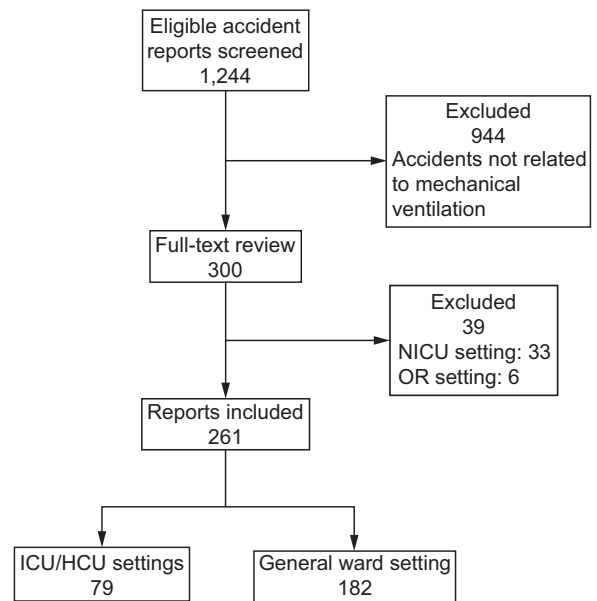 Eligible accident
reports screened
1,244
Excluded
944
Accidents not related
to mechanical
ventilation
Full-text review
300
Excluded
39
NICU setting: 33
OR setting: 6
Reports included
261
ICU/HCU settings
79
General ward setting
182